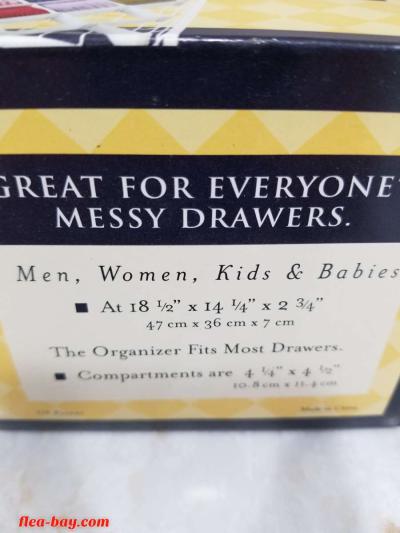 GREAT FOR EVERYONE'
MESSY DRAWERS.
Men, Women, Kids & Babies
■ At 18 ½" x 14 ¼" x 2 ¾"
47 cm x 36 cm x 7 cm
The Organizer Fits Most Drawers.
■ Compartments are 4 ¼" x 4 ½"
10.8 cm x 11.4 cm
Made in China
flea-bay.com